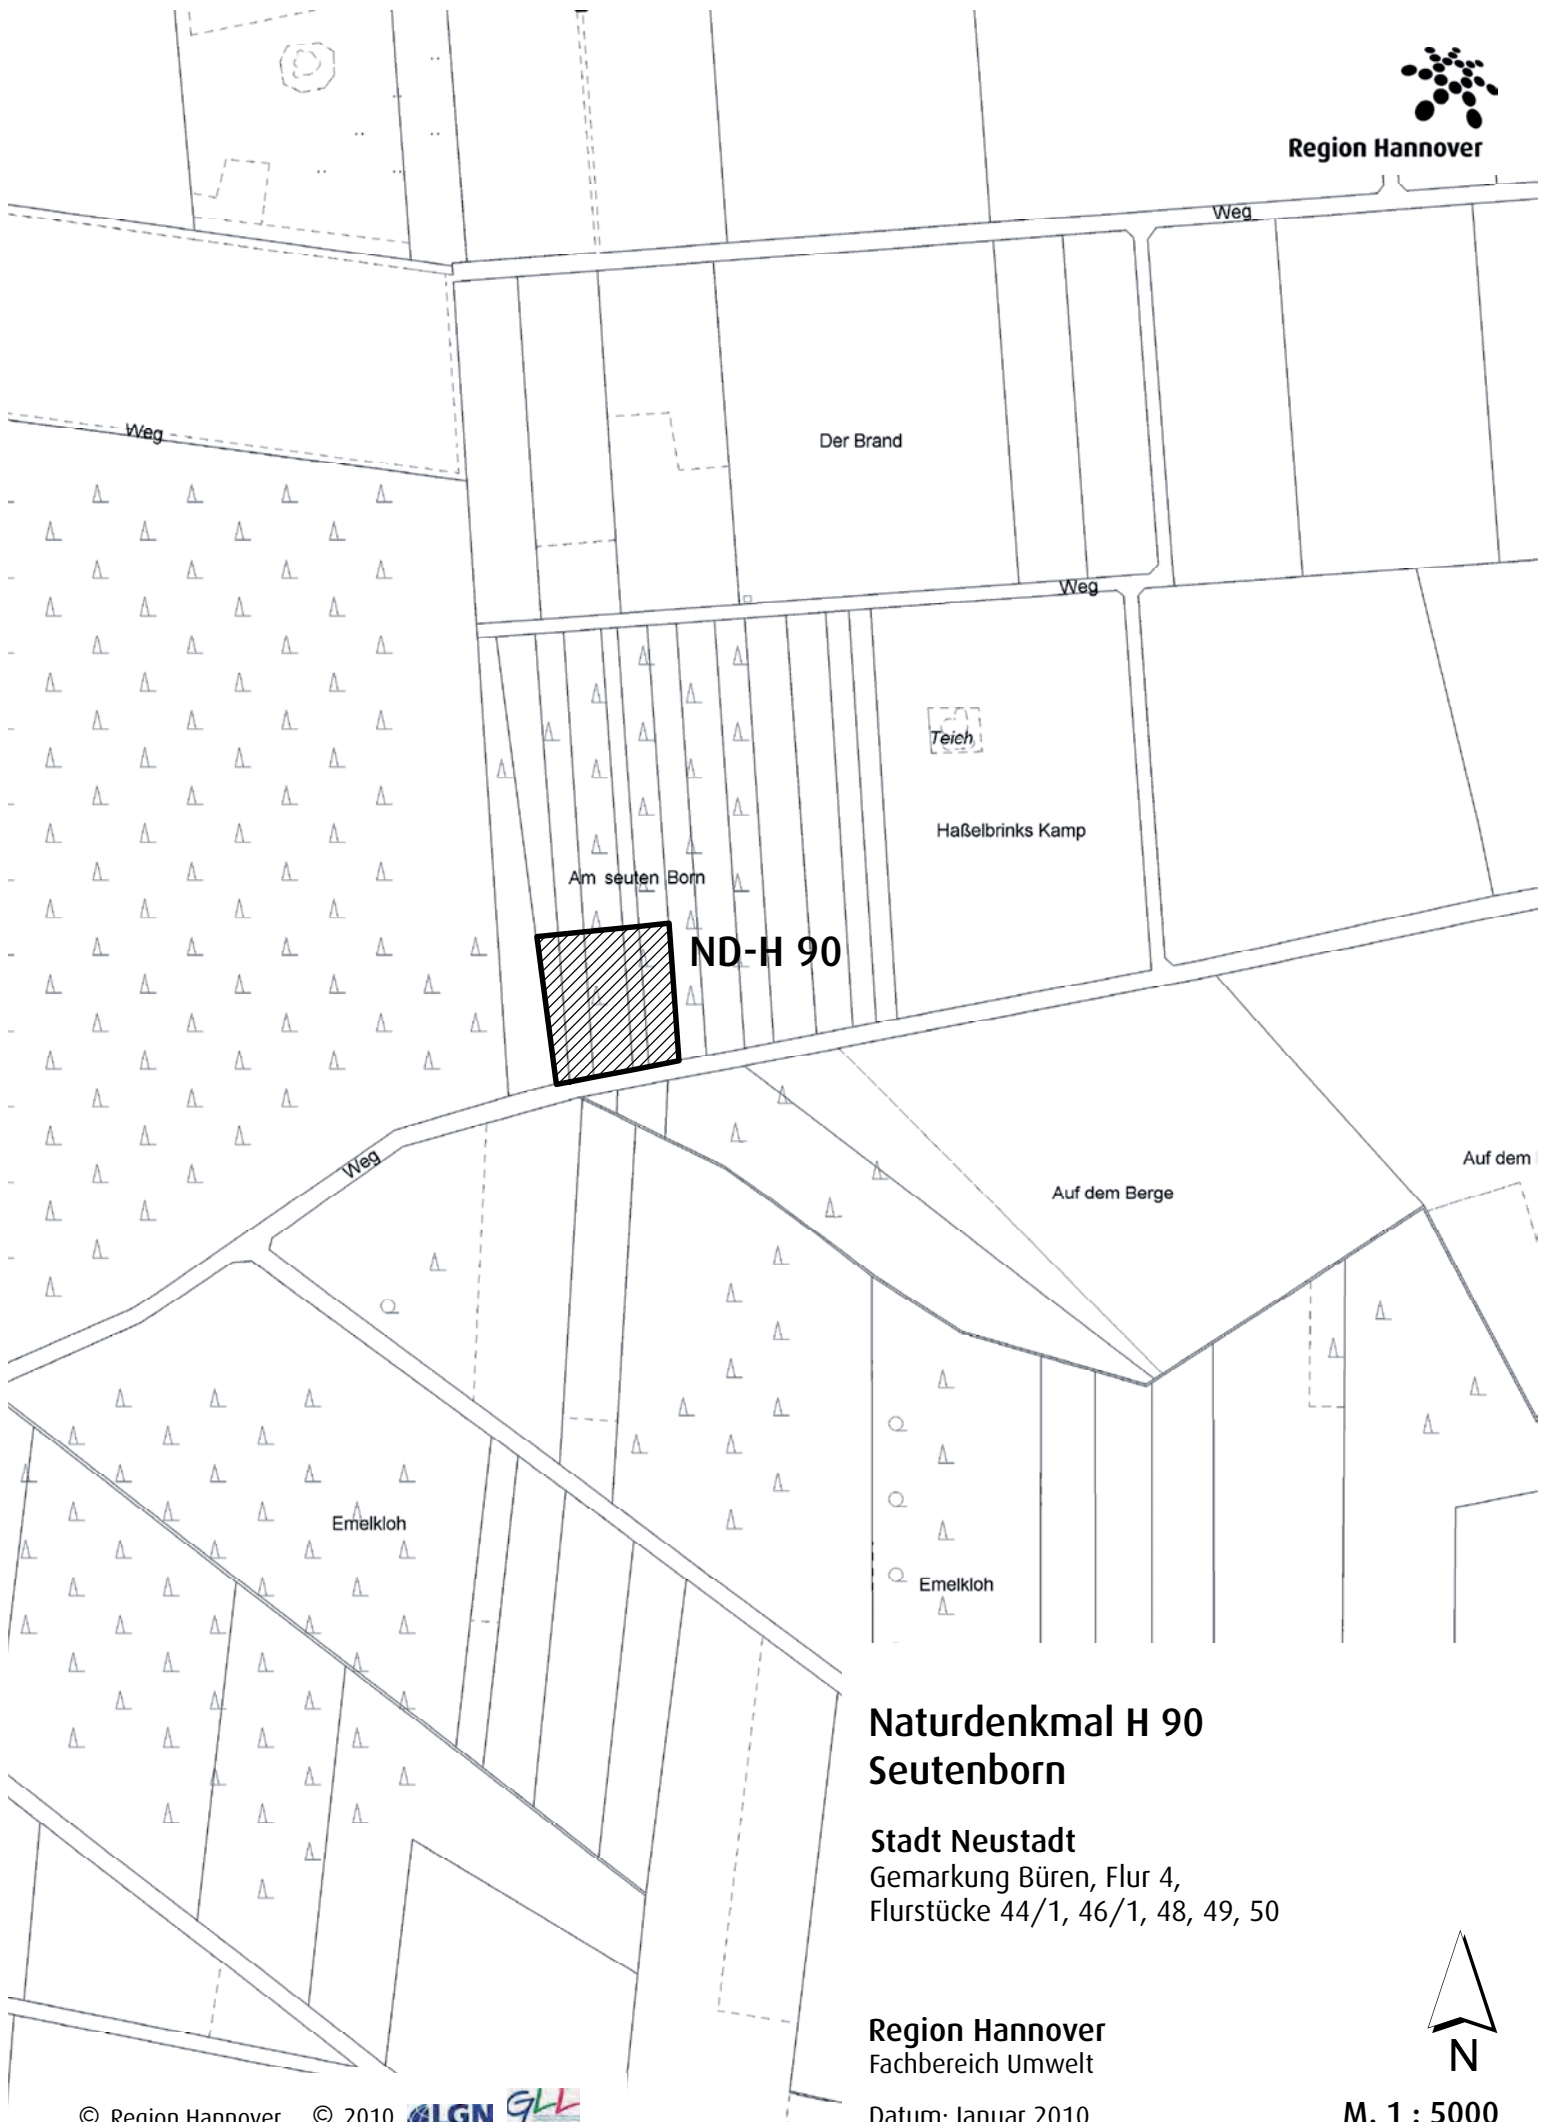 Region Hannover
Weg
Weg
Der Brand
Weg
Teich
Haßelbrinks Kamp
Am seuten Born
ND-H 90
Weg
Auf dem
Auf dem Berge
Emelkloh
Emelkloh
Naturdenkmal H 90
Seutenborn
Stadt Neustadt
Gemarkung Büren, Flur 4,
Flurstücke 44/1, 46/1, 48, 49, 50
Region Hannover
Fachbereich Umwelt
N
© Region Hannover © 2010 LGN GLL
Datum: Januar 2010
M. 1 : 5000